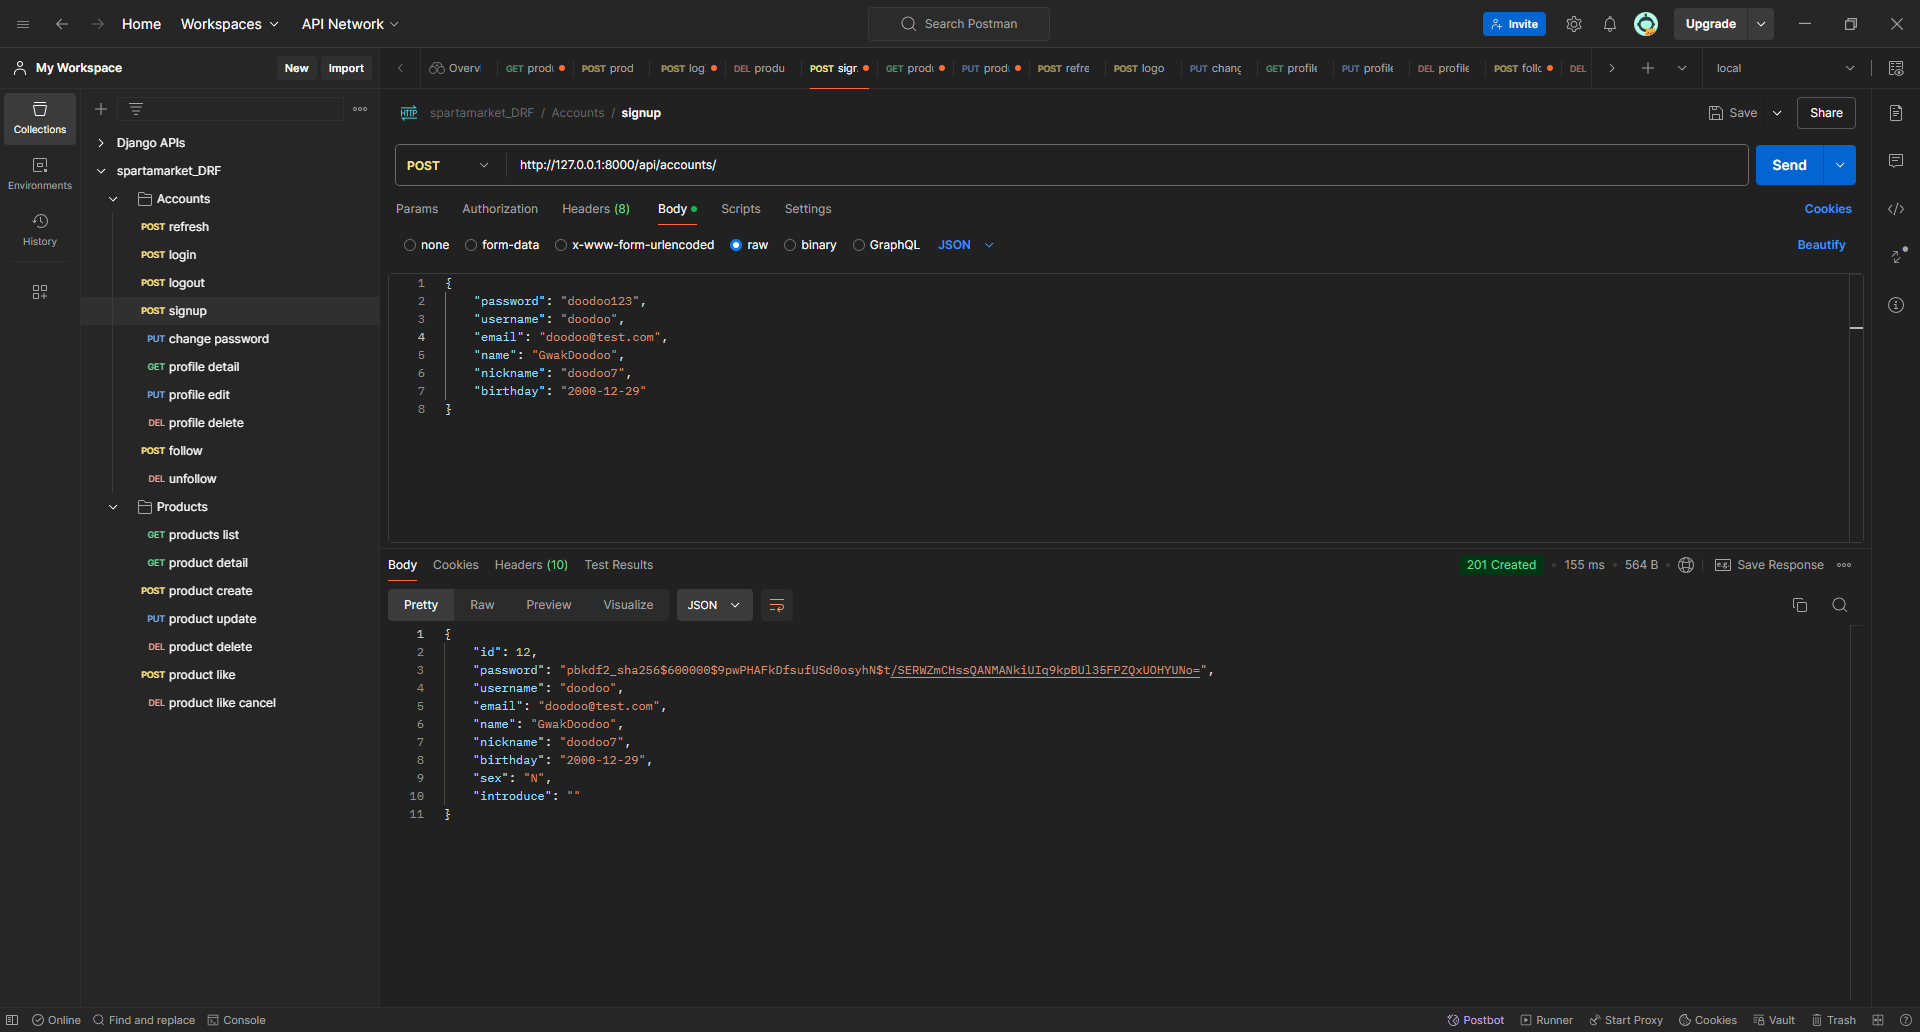 Home Workspaces API Network Search Postman Invite Upgrade
My Workspace New Import
Overvi GET produ POST prod POST log DEL produ POST sign GET produ PUT produ POST refre POST logo PUT chang GET profile PUT profile DEL profile POST follo DEL local
Collections
Environments
History
Django APIs
spartamarket_DRF
Accounts
POST refresh
POST login
POST logout
POST signup
PUT change password
GET profile detail
PUT profile edit
DEL profile delete
POST follow
DEL unfollow
Products
GET products list
GET product detail
POST product create
PUT product update
DEL product delete
POST product like
DEL product like cancel
HTTP spartamarket_DRF / Accounts / signup Save Share
POST http://127.0.0.1:8000/api/accounts/ Send
Params Authorization Headers (8) Body Scripts Settings Cookies
none form-data x-www-form-urlencoded raw binary GraphQL JSON Beautify
1 {
2 "password": "doodoo123",
3 "username": "doodoo",
4 "email": "doodoo@test.com",
5 "name": "GwakDoodoo",
6 "nickname": "doodoo7",
7 "birthday": "2000-12-29"
8 }
Body Cookies Headers (10) Test Results 201 Created • 155 ms • 564 B e.g. Save Response
Pretty Raw Preview Visualize JSON
1 {
2 "id": 12,
3 "password": "pbkdf2_sha256$600000$9pwPHAFkDfsufUSd0osyhN$t/SERWZmCHssQANMANkiUIq9kpBUl35FPZQxUOHYUNo=",
4 "username": "doodoo",
5 "email": "doodoo@test.com",
6 "name": "GwakDoodoo",
7 "nickname": "doodoo7",
8 "birthday": "2000-12-29",
9 "sex": "N",
10 "introduce": ""
11 }
Online Find and replace Console Postbot Runner Start Proxy Cookies Vault Trash